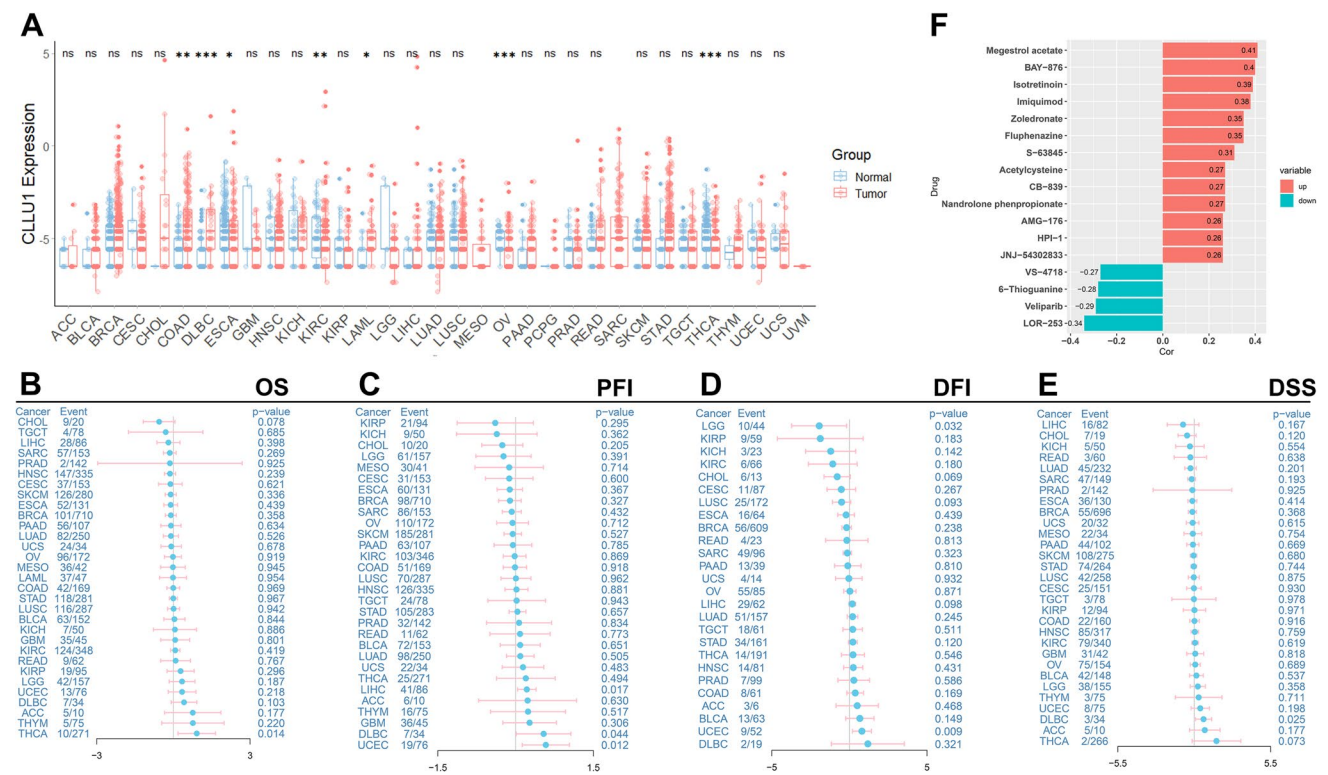 A
ns ns ns ns ns ** *** * ns ns ns ** ns * ns ns ns ns *** ns ns ns ns ns ns ns *** ns ns ns
CLLU1 Expression
5
0
-5
ACC BLCA BRCA CESC CHOL COAD DLBC ESCA GBM HNSC KICH KIRC KIRP LAML LGG LIHC LUAD LUSC MESO OV PAAD PCPG PRAD READ SARC SKCM STAD TGCT THCA THYM UCEC UCS UVM
Group
Normal
Tumor
F
Drug
Megestrol acetate 0.41
BAY−876 0.4
Isotretinoin 0.39
Imiquimod 0.38
Zoledronate 0.35
Fluphenazine 0.35
S−63845 0.31
Acetylcysteine 0.27
CB−839 0.27
Nandrolone phenpropionate 0.27
AMG−176 0.26
HPI−1 0.26
JNJ−54302833 0.26
VS−4718 −0.27
6−Thioguanine −0.28
Veliparib −0.29
LOR−253 −0.34
−0.4 −0.2 0.0 0.2 0.4
Cor
variable
up
down
B OS
Cancer Event p−value
CHOL 9/20 0.078
TGCT 4/78 0.685
LIHC 28/86 0.398
SARC 57/153 0.269
PRAD 2/142 0.925
HNSC 147/335 0.239
CESC 37/153 0.621
SKCM 126/280 0.336
ESCA 52/131 0.439
BRCA 101/710 0.358
PAAD 56/107 0.634
LUAD 82/250 0.526
UCS 24/34 0.678
OV 96/172 0.919
MESO 36/42 0.945
LAML 37/47 0.954
COAD 42/169 0.969
STAD 118/281 0.967
LUSC 116/287 0.942
BLCA 63/152 0.844
KICH 7/50 0.886
GBM 35/45 0.801
KIRC 124/348 0.419
READ 9/62 0.767
KIRP 19/95 0.296
LGG 42/157 0.187
UCEC 13/76 0.218
DLBC 7/34 0.103
ACC 5/10 0.177
THYM 5/75 0.220
THCA 10/271 0.014
−3 3
C PFI
Cancer Event p−value
KIRP 21/94 0.295
KICH 9/50 0.362
CHOL 10/20 0.205
LGG 61/157 0.391
MESO 30/41 0.714
CESC 31/153 0.600
ESCA 60/131 0.367
BRCA 98/710 0.327
SARC 86/153 0.432
OV 110/172 0.712
SKCM 185/281 0.527
PAAD 63/107 0.785
KIRC 103/346 0.869
COAD 51/169 0.918
LUSC 70/287 0.962
HNSC 126/335 0.881
TGCT 24/78 0.943
STAD 105/283 0.657
PRAD 32/142 0.834
READ 11/62 0.773
BLCA 72/153 0.651
LUAD 98/250 0.505
UCS 22/34 0.483
THCA 25/271 0.494
LIHC 41/86 0.017
ACC 6/10 0.630
THYM 16/75 0.517
GBM 36/45 0.306
DLBC 7/34 0.044
UCEC 19/76 0.012
−1.5 1.5
D DFI
Cancer Event p−value
LGG 10/44 0.032
KIRP 9/59 0.183
KICH 3/23 0.142
KIRC 6/66 0.180
CHOL 6/13 0.069
CESC 11/87 0.267
LUSC 25/172 0.093
ESCA 16/64 0.439
BRCA 56/609 0.238
READ 4/23 0.813
SARC 49/96 0.323
PAAD 13/39 0.810
UCS 4/14 0.932
OV 55/85 0.871
LIHC 29/62 0.098
LUAD 51/157 0.245
TGCT 18/61 0.511
STAD 34/161 0.120
THCA 14/191 0.546
HNSC 14/81 0.431
PRAD 7/99 0.586
COAD 8/61 0.169
ACC 3/6 0.468
BLCA 13/63 0.149
UCEC 9/52 0.009
DLBC 2/19 0.321
−5 5
E DSS
Cancer Event p−value
LIHC 16/82 0.167
CHOL 7/19 0.120
KICH 5/50 0.554
READ 3/60 0.638
LUAD 45/232 0.201
SARC 47/149 0.193
PRAD 2/142 0.925
ESCA 36/130 0.414
BRCA 55/696 0.368
UCS 20/32 0.615
MESO 22/34 0.754
PAAD 44/102 0.669
SKCM 108/275 0.680
STAD 74/264 0.744
LUSC 42/258 0.875
CESC 25/151 0.930
TGCT 3/78 0.978
KIRP 12/94 0.971
COAD 22/160 0.916
HNSC 85/317 0.759
KIRC 79/340 0.619
GBM 31/42 0.818
OV 75/154 0.689
BLCA 42/148 0.537
LGG 38/155 0.358
THYM 3/75 0.711
UCEC 8/75 0.198
DLBC 3/34 0.025
ACC 5/10 0.177
THCA 2/266 0.073
−5.5 5.5